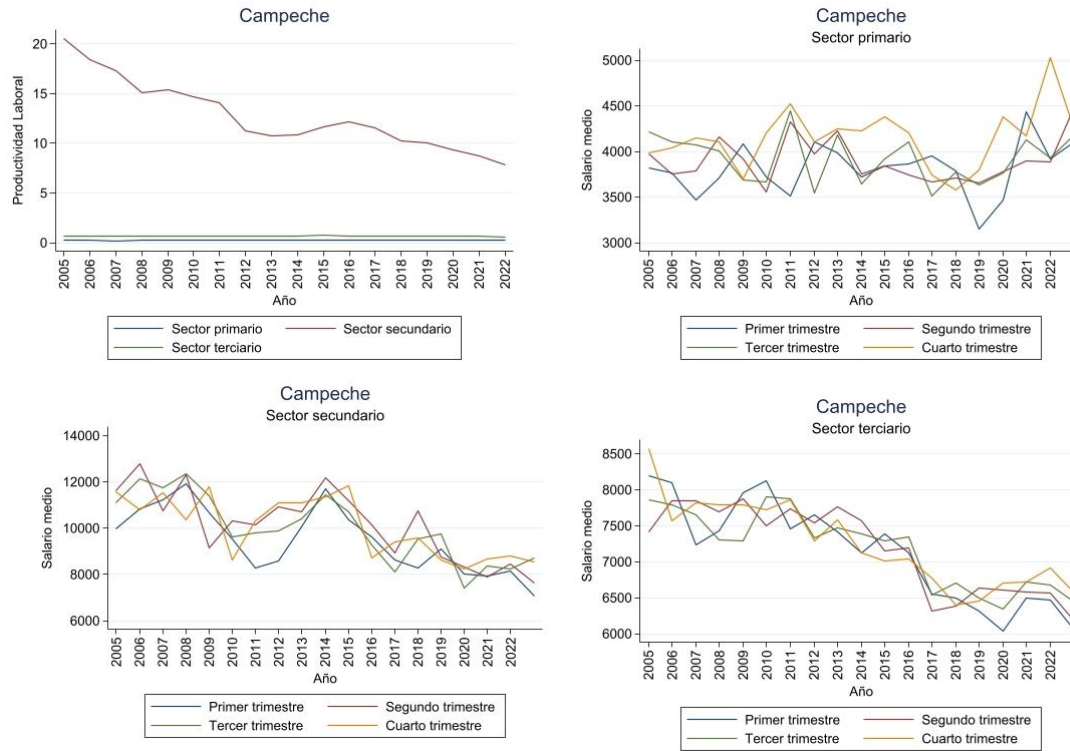 Campeche
20
15
10
5
0
Productividad Laboral
2005 2006 2007 2008 2009 2010 2011 2012 2013 2014 2015 2016 2017 2018 2019 2020 2021 2022
Año
Sector primario Sector secundario
Sector terciario
Campeche
Sector primario
5000
4500
4000
3500
3000
Salario medio
2005 2006 2007 2008 2009 2010 2011 2012 2013 2014 2015 2016 2017 2018 2019 2020 2021 2022
Año
Primer trimestre Segundo trimestre
Tercer trimestre Cuarto trimestre
Campeche
Sector secundario
14000
12000
10000
8000
6000
Salario medio
2005 2006 2007 2008 2009 2010 2011 2012 2013 2014 2015 2016 2017 2018 2019 2020 2021 2022
Año
Primer trimestre Segundo trimestre
Tercer trimestre Cuarto trimestre
Campeche
Sector terciario
8500
8000
7500
7000
6500
6000
Salario medio
2005 2006 2007 2008 2009 2010 2011 2012 2013 2014 2015 2016 2017 2018 2019 2020 2021 2022
Año
Primer trimestre Segundo trimestre
Tercer trimestre Cuarto trimestre